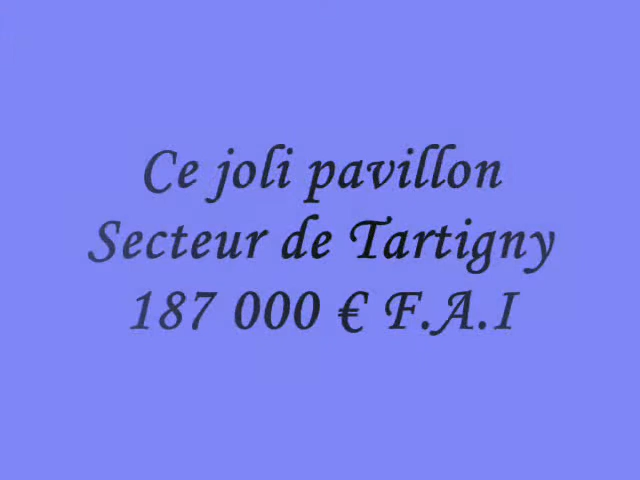 Ce joli pavillon
Secteur de Tartigny
187 000 € F.A.I